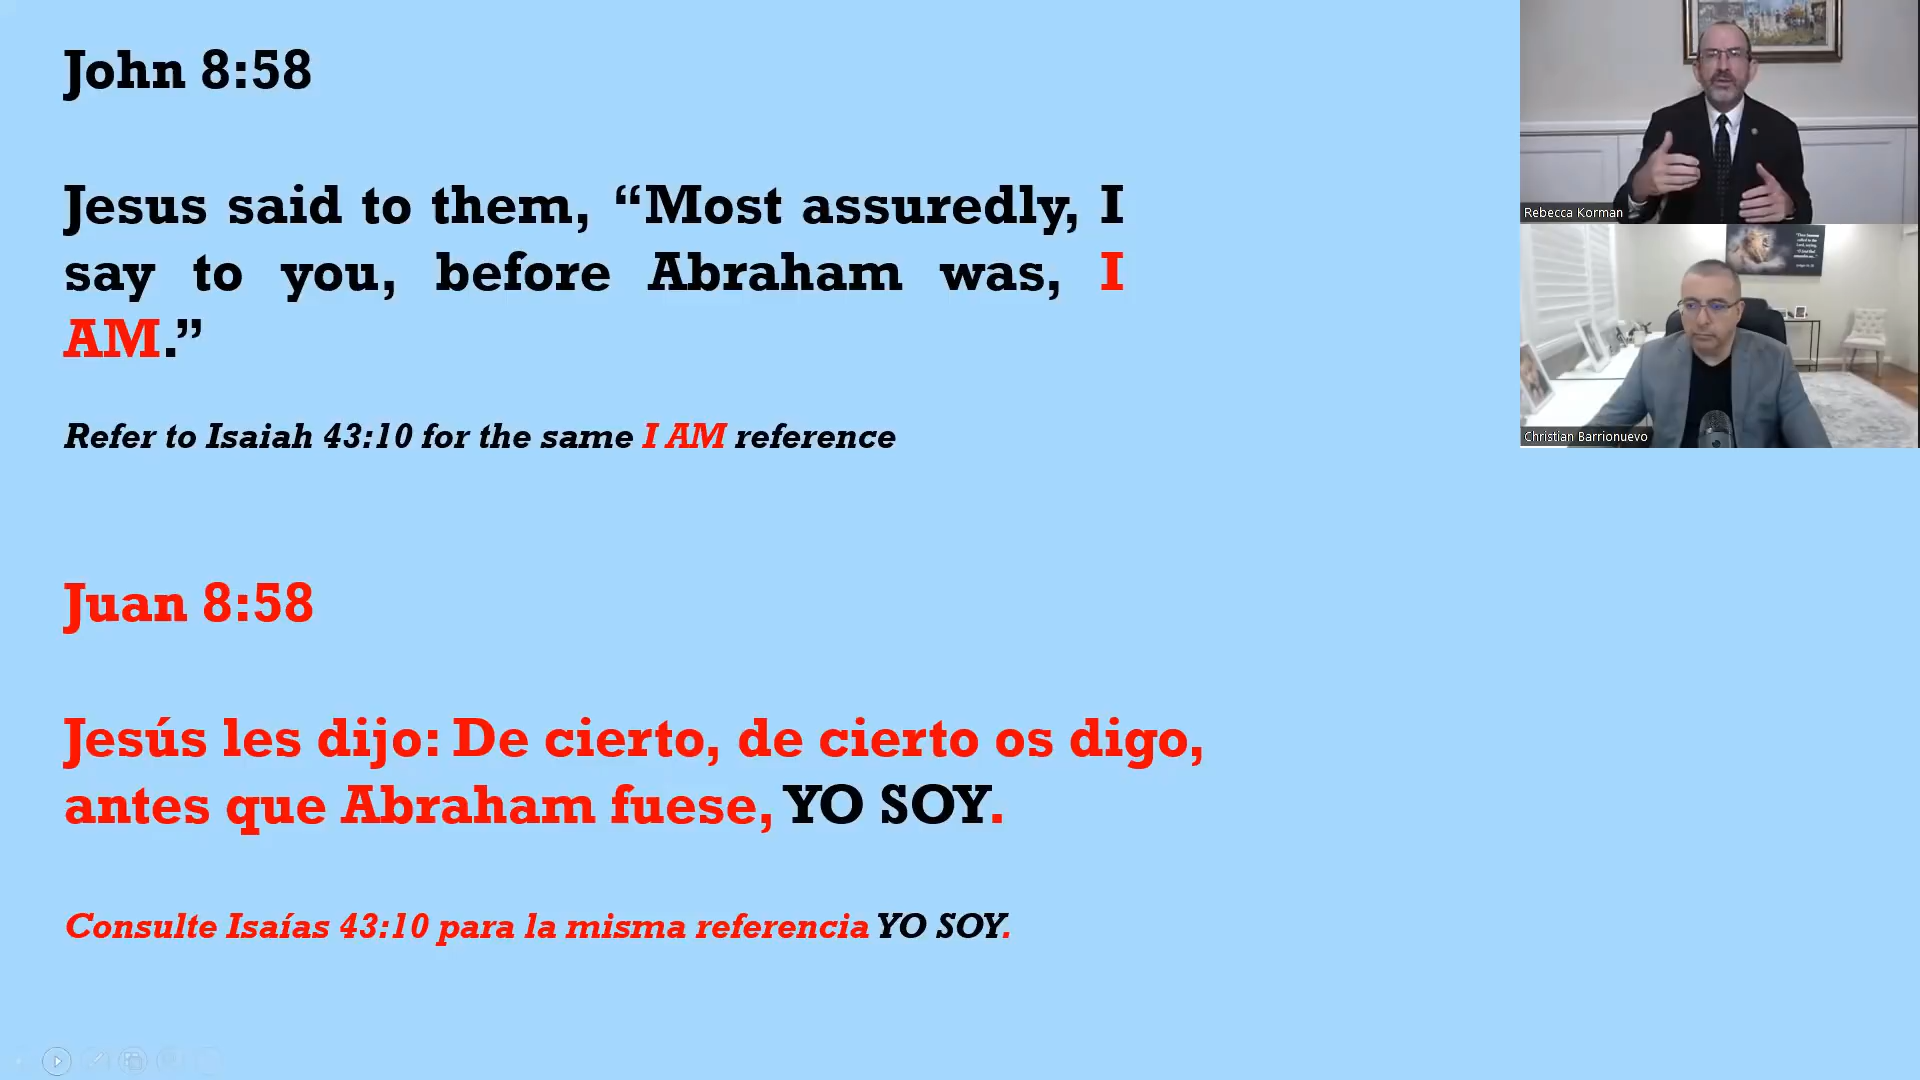 John 8:58
Jesus said to them, “Most assuredly, I
say to you, before Abraham was, I
AM.”
Refer to Isaiah 43:10 for the same I AM reference
Juan 8:58
Jesús les dijo: De cierto, de cierto os digo,
antes que Abraham fuese, YO SOY.
Consulte Isaías 43:10 para la misma referencia YO SOY.
Rebecca Korman
Christian Barrionuevo